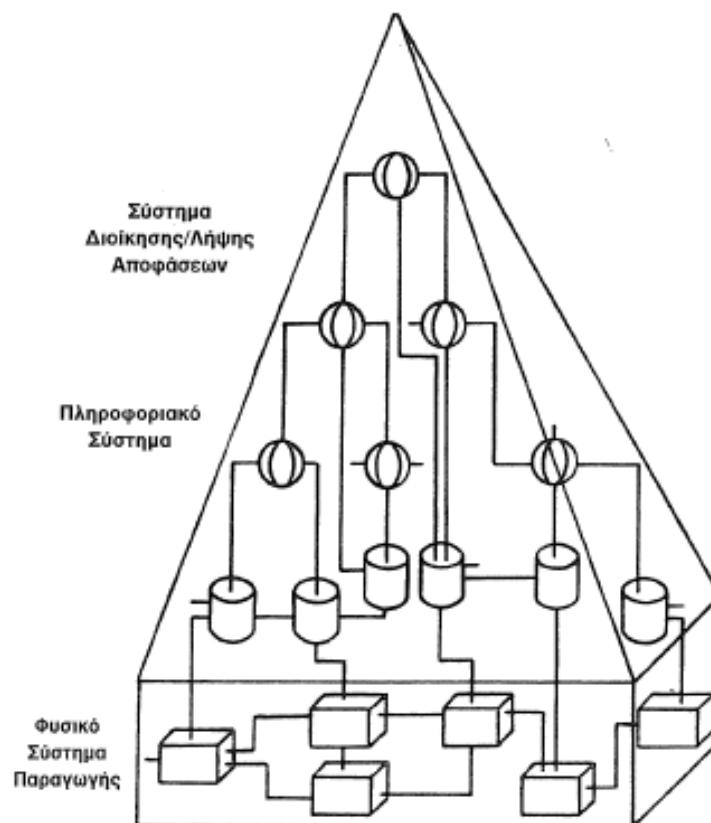 Σύστημα
Διοίκησης/Λήψης
Αποφάσεων
Πληροφοριακό
Σύστημα
Φυσικό
Σύστημα
Παραγωγής